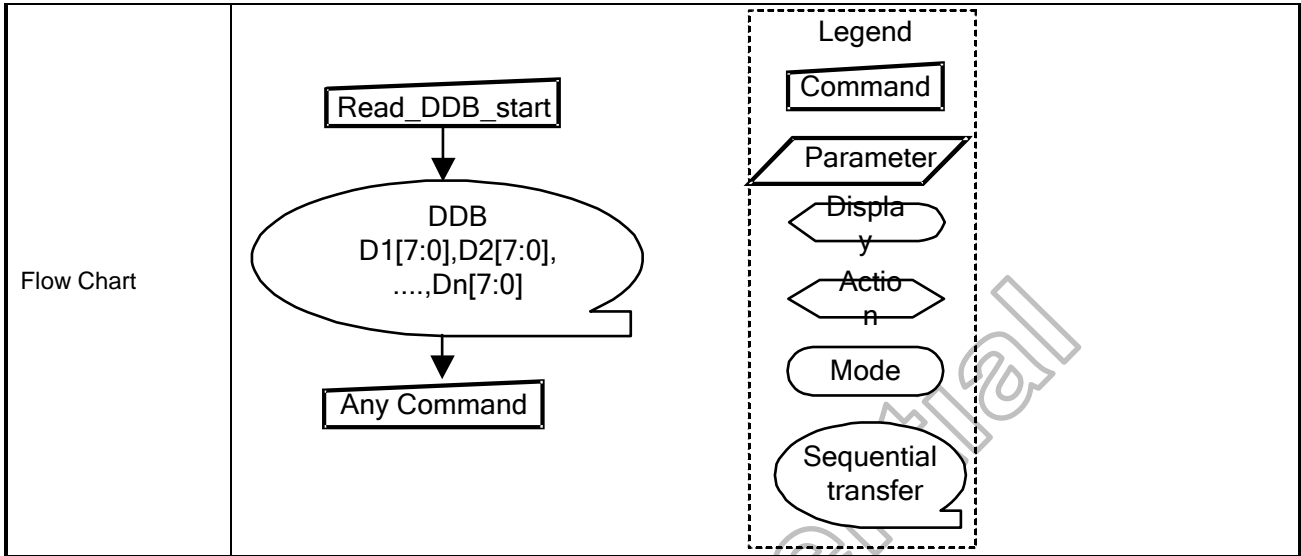 Flow Chart
Read_DDB_start
DDB
D1[7:0],D2[7:0],
....,Dn[7:0]
Any Command
Legend
Command
Parameter
Displa
y
Actio
n
Mode
Sequential
transfer